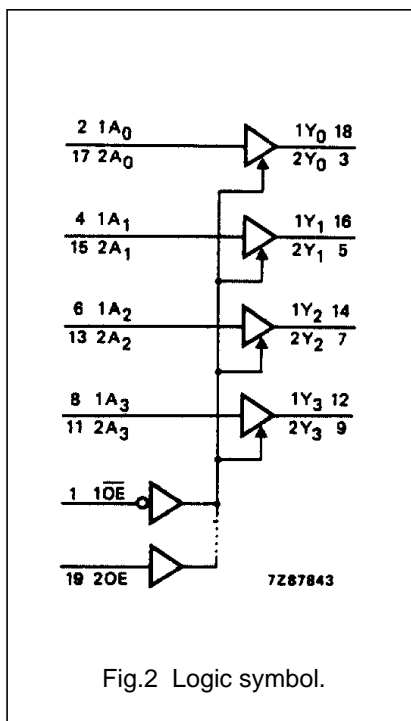 2 1A0 1Y0 18
17 2A0 2Y0 3
4 1A1 1Y1 16
15 2A1 2Y1 5
6 1A2 1Y2 14
13 2A2 2Y2 7
8 1A3 1Y3 12
11 2A3 2Y3 9
1 1O̅E̅
19 2OE
7Z87843
Fig.2 Logic symbol.